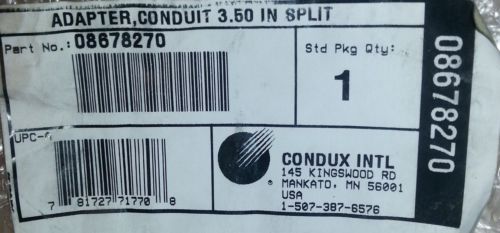 ADAPTER,CONDUIT 3.50 IN SPLIT
Part No.: 08678270
Std Pkg Qty:
1
08678270
UPC-
7 81727 71770 8
CONDUX INTL
145 KINGSWOOD RD
MANKATO, MN 56001
USA
1-507-387-6576
®